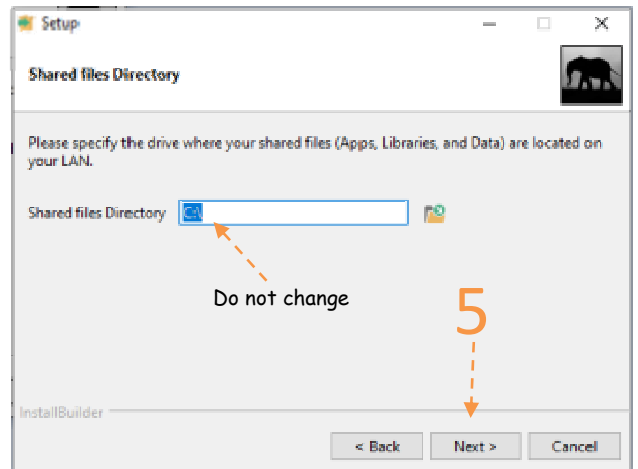 Setup
Shared files Directory
Please specify the drive where your shared files (Apps, Libraries, and Data) are located on
your LAN.
Shared files Directory C:\
Do not change
5
InstallBuilder
< Back Next > Cancel